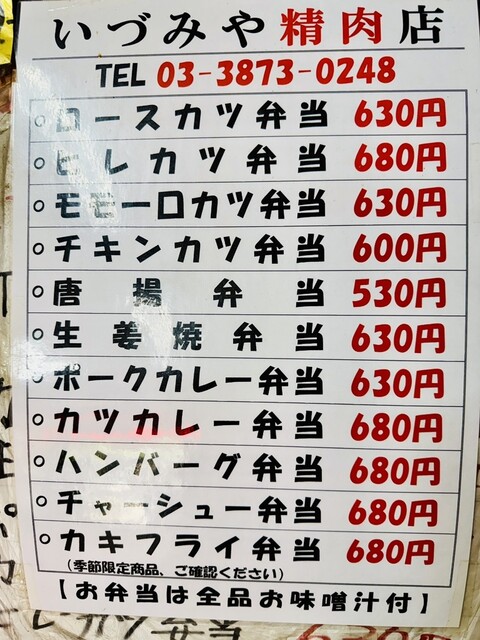 いづみや精肉店
TEL 03-3873-0248
○ロースカツ弁当 630円
○ヒレカツ弁当 680円
○モモ一口カツ弁当 630円
○チキンカツ弁当 600円
○唐揚弁当 530円
○生姜焼弁当 630円
○ポークカレー弁当 630円
○カツカレー弁当 680円
○ハンバーグ弁当 680円
○チャーシュー弁当 680円
○カキフライ弁当 680円
（季節限定商品、ご確認ください）
【お弁当は全品お味噌汁付】